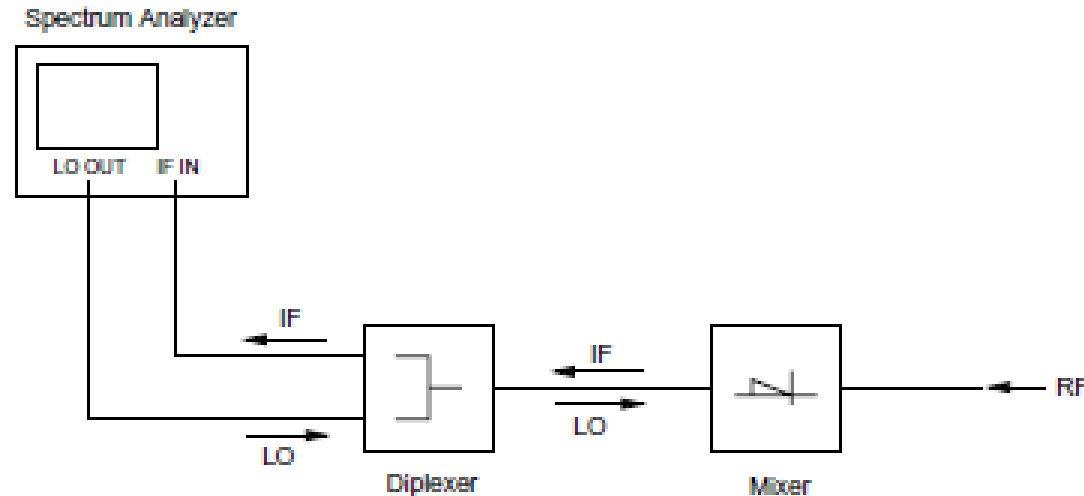 Spectrum Analyzer
LO OUT IF IN
IF
IF
RF
LO
LO
Diplexer
Mixer